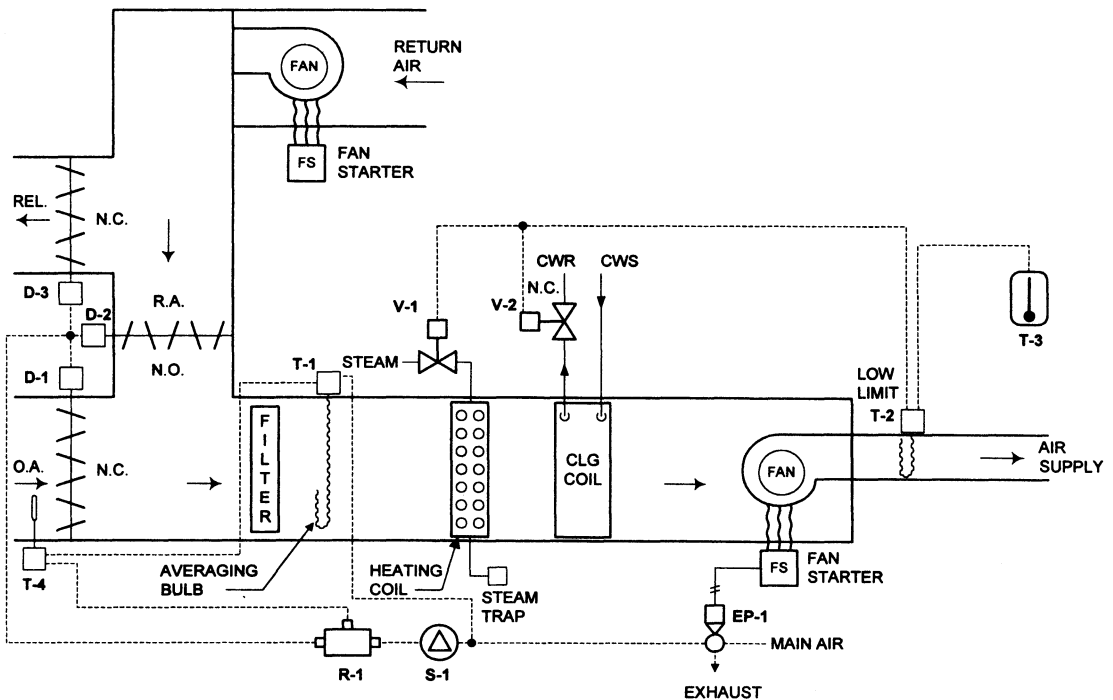 RETURN
AIR
FAN
FS
FAN
STARTER
REL.
N.C.
D-3
D-2
R.A.
N.O.
D-1
O.A.
N.C.
T-4
T-1
FILTER
AVERAGING
BULB
V-1
STEAM
V-2
N.C.
CWR
CWS
HEATING
COIL
STEAM
TRAP
CLG
COIL
FAN
FS
FAN
STARTER
LOW
LIMIT
T-2
T-3
AIR
SUPPLY
R-1
S-1
EP-1
MAIN AIR
EXHAUST